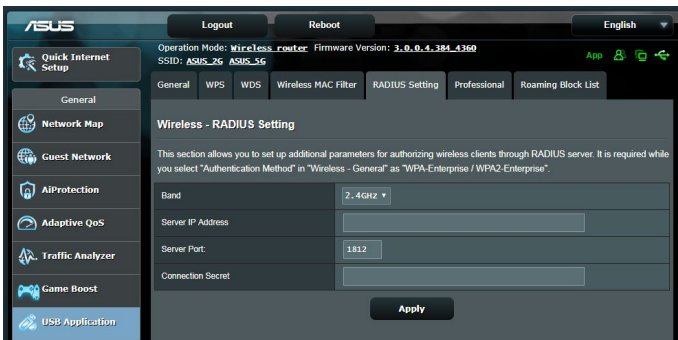 ASUS
Logout
Reboot
English
Quick Internet Setup
Operation Mode: Wireless router Firmware Version: 3.0.0.4.384_4360
SSID: ASUS_2G ASUS_5G
App
General
WPS
WDS
Wireless MAC Filter
RADIUS Setting
Professional
Roaming Block List
General
Network Map
Guest Network
AiProtection
Adaptive QoS
Traffic Analyzer
Game Boost
USB Application
Wireless - RADIUS Setting
This section allows you to set up additional parameters for authorizing wireless clients through RADIUS server. It is required while
you select "Authentication Method" in "Wireless - General" as "WPA-Enterprise / WPA2-Enterprise".
Band
2.4GHz
Server IP Address
Server Port:
1812
Connection Secret
Apply